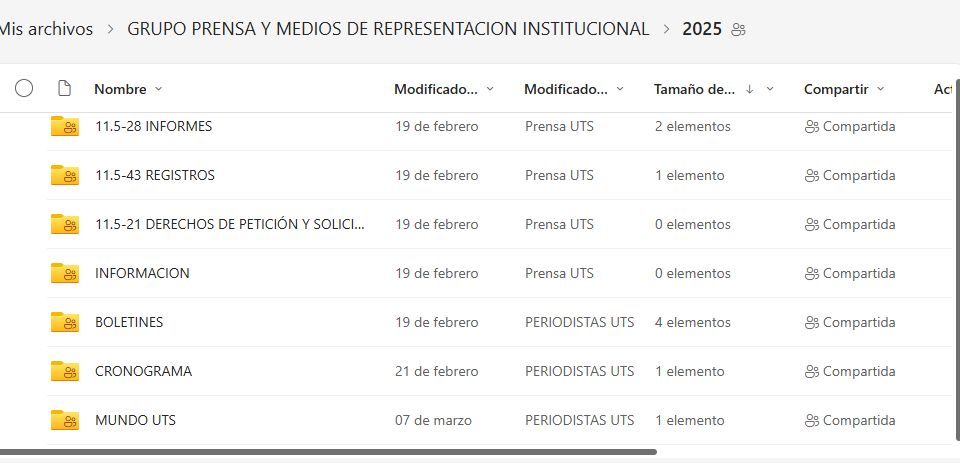 Mis archivos > GRUPO PRENSA Y MEDIOS DE REPRESENTACION INSTITUCIONAL > 2025
Nombre Modificado... Modificado... Tamaño de... Compartir Act
11.5-28 INFORMES 19 de febrero Prensa UTS 2 elementos Compartida
11.5-43 REGISTROS 19 de febrero Prensa UTS 1 elemento Compartida
11.5-21 DERECHOS DE PETICIÓN Y SOLICI... 19 de febrero Prensa UTS 0 elementos Compartida
INFORMACION 19 de febrero Prensa UTS 0 elementos Compartida
BOLETINES 19 de febrero PERIODISTAS UTS 4 elementos Compartida
CRONOGRAMA 21 de febrero PERIODISTAS UTS 1 elemento Compartida
MUNDO UTS 07 de marzo PERIODISTAS UTS 1 elemento Compartida